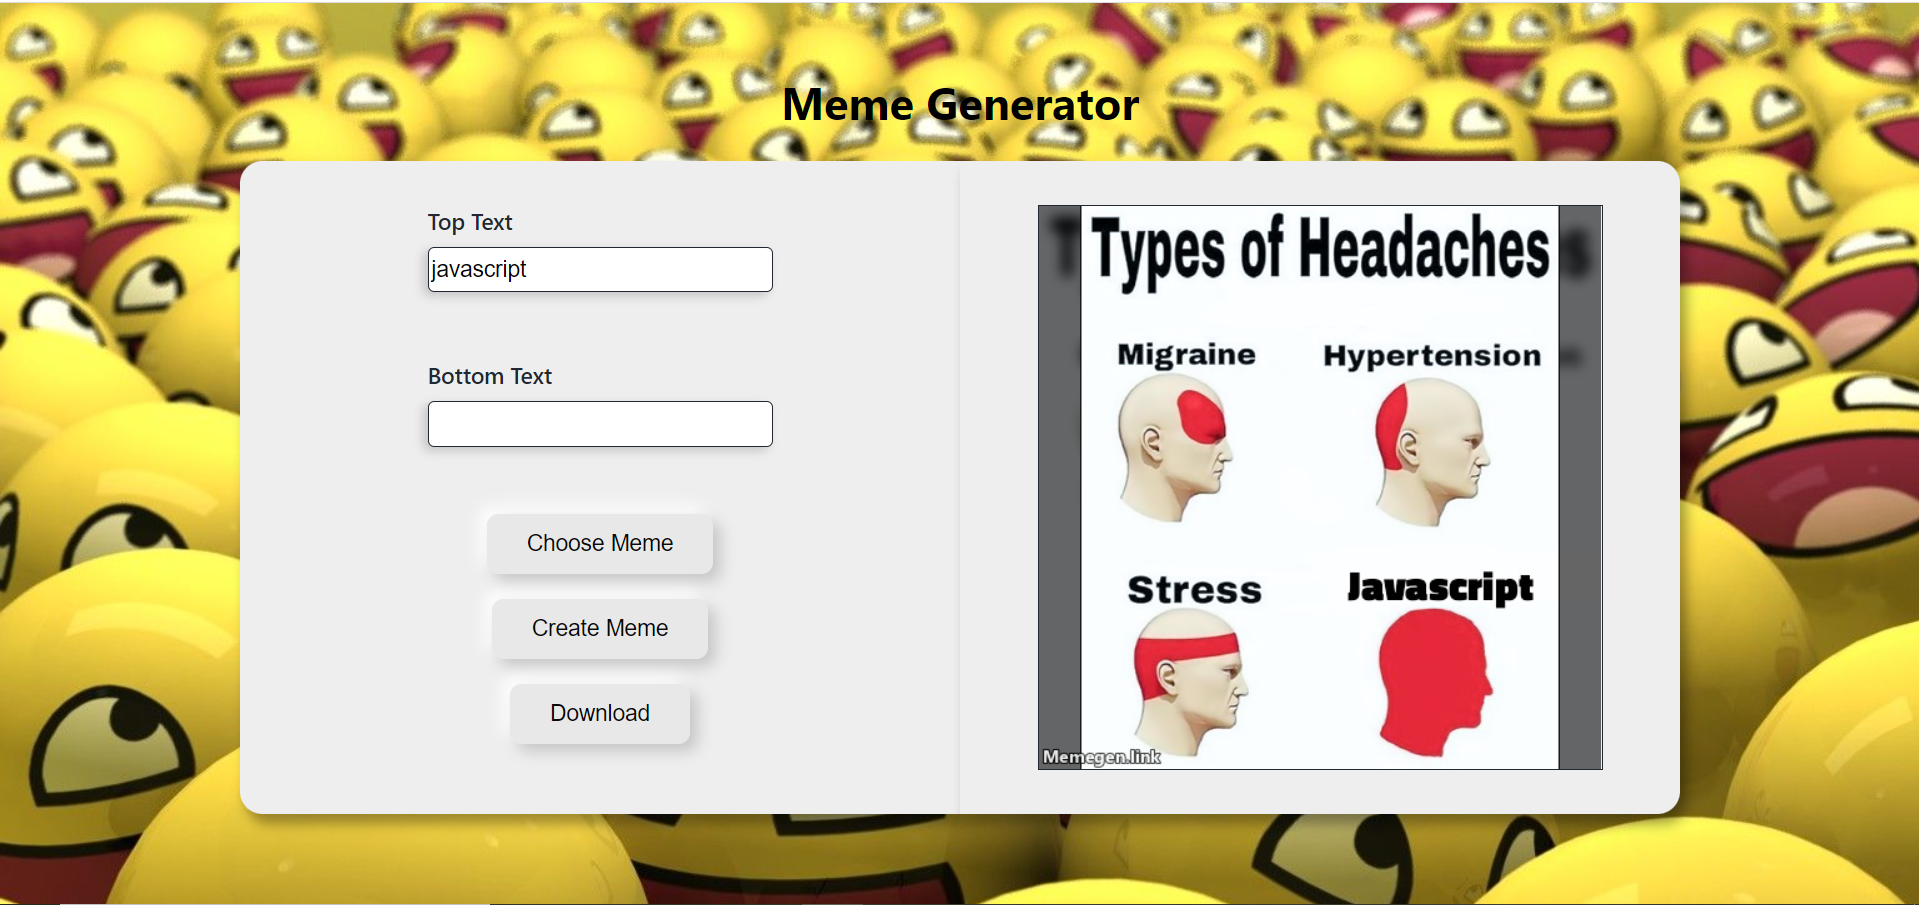 Meme Generator
Top Text
javascript
Bottom Text
Choose Meme
Create Meme
Download
Types of Headaches
Migraine
Hypertension
Stress
Javascript
Memegen.link